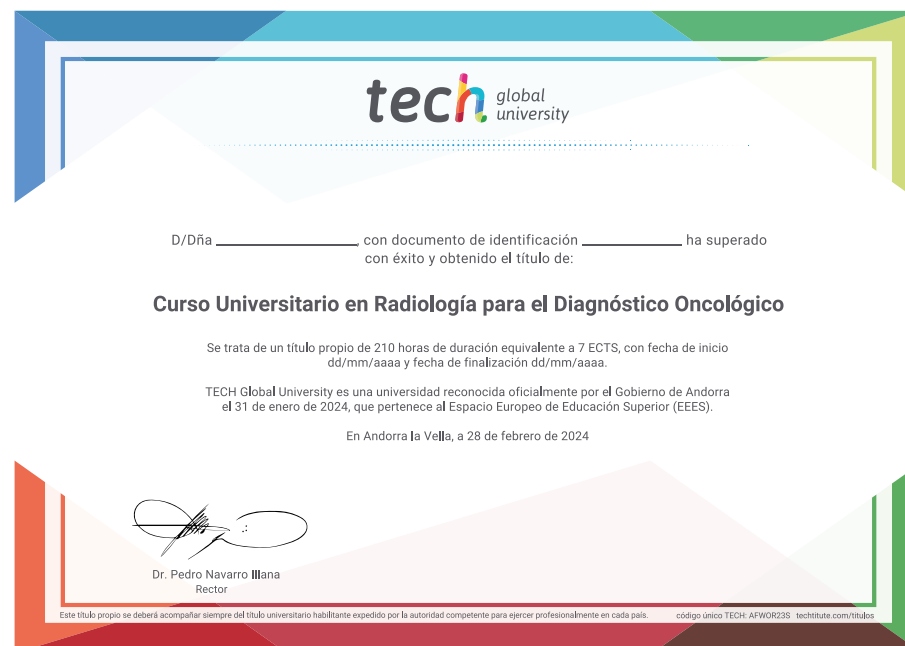 tech global university
D/Dña ____________________, con documento de identificación ______________ ha superado
con éxito y obtenido el título de:
Curso Universitario en Radiología para el Diagnóstico Oncológico
Se trata de un título propio de 210 horas de duración equivalente a 7 ECTS, con fecha de inicio
dd/mm/aaaa y fecha de finalización dd/mm/aaaa.
TECH Global University es una universidad reconocida oficialmente por el Gobierno de Andorra
el 31 de enero de 2024, que pertenece al Espacio Europeo de Educación Superior (EEES).
En Andorra la Vella, a 28 de febrero de 2024
Dr. Pedro Navarro Illana
Rector
Este título propio se deberá acompañar siempre del título universitario habilitante expedido por la autoridad competente para ejercer profesionalmente en cada país. código único TECH: AFWOR23S techtitute.com/titulos